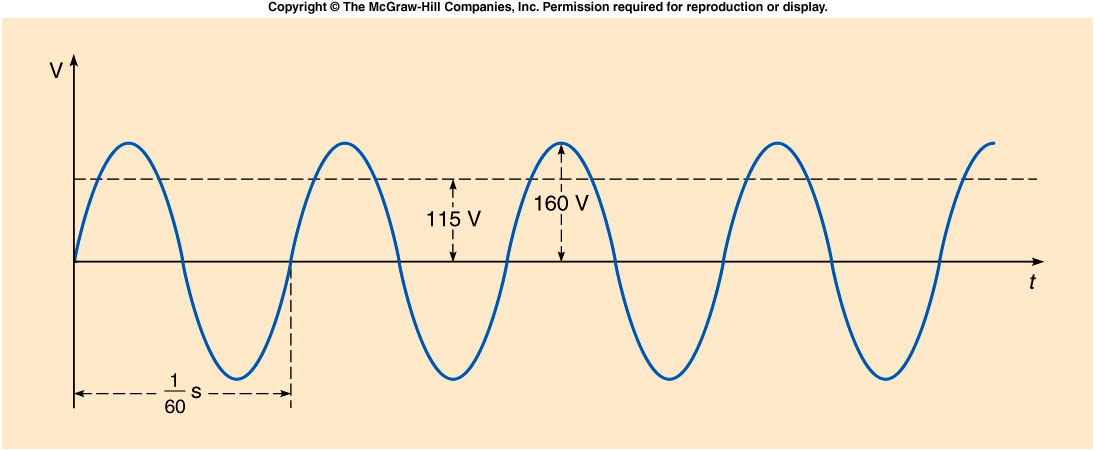 Copyright © The McGraw-Hill Companies, Inc. Permission required for reproduction or display.
V
115 V
160 V
t
1
60
s